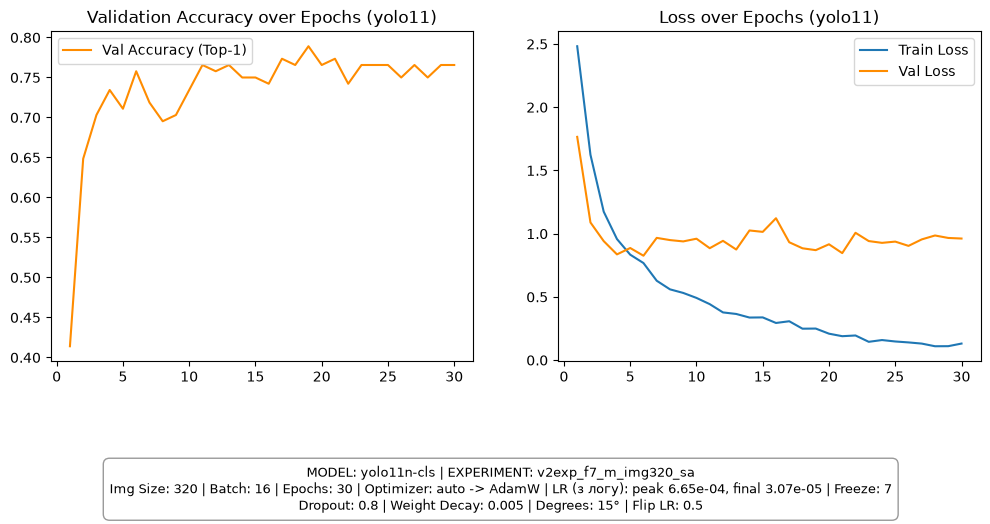 Validation Accuracy over Epochs (yolo11)
Val Accuracy (Top-1)
0.80
0.75
0.70
0.65
0.60
0.55
0.50
0.45
0.40
0 5 10 15 20 25 30
Loss over Epochs (yolo11)
Train Loss
Val Loss
2.5
2.0
1.5
1.0
0.5
0.0
0 5 10 15 20 25 30
MODEL: yolo11n-cls | EXPERIMENT: v2exp_f7_m_img320_sa
Img Size: 320 | Batch: 16 | Epochs: 30 | Optimizer: auto -> AdamW | LR (з логу): peak 6.65e-04, final 3.07e-05 | Freeze: 7
Dropout: 0.8 | Weight Decay: 0.005 | Degrees: 15° | Flip LR: 0.5